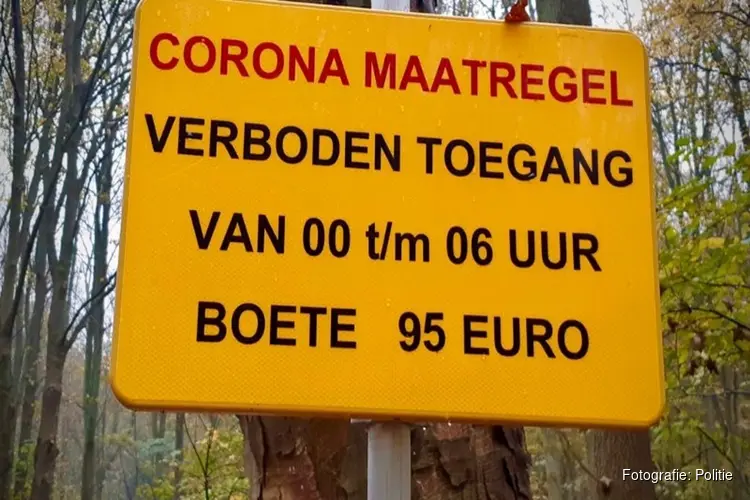 CORONA MAATREGEL
VERBODEN TOEGANG
VAN 00 t/m 06 UUR
BOETE 95 EURO
Fotografie: Politie